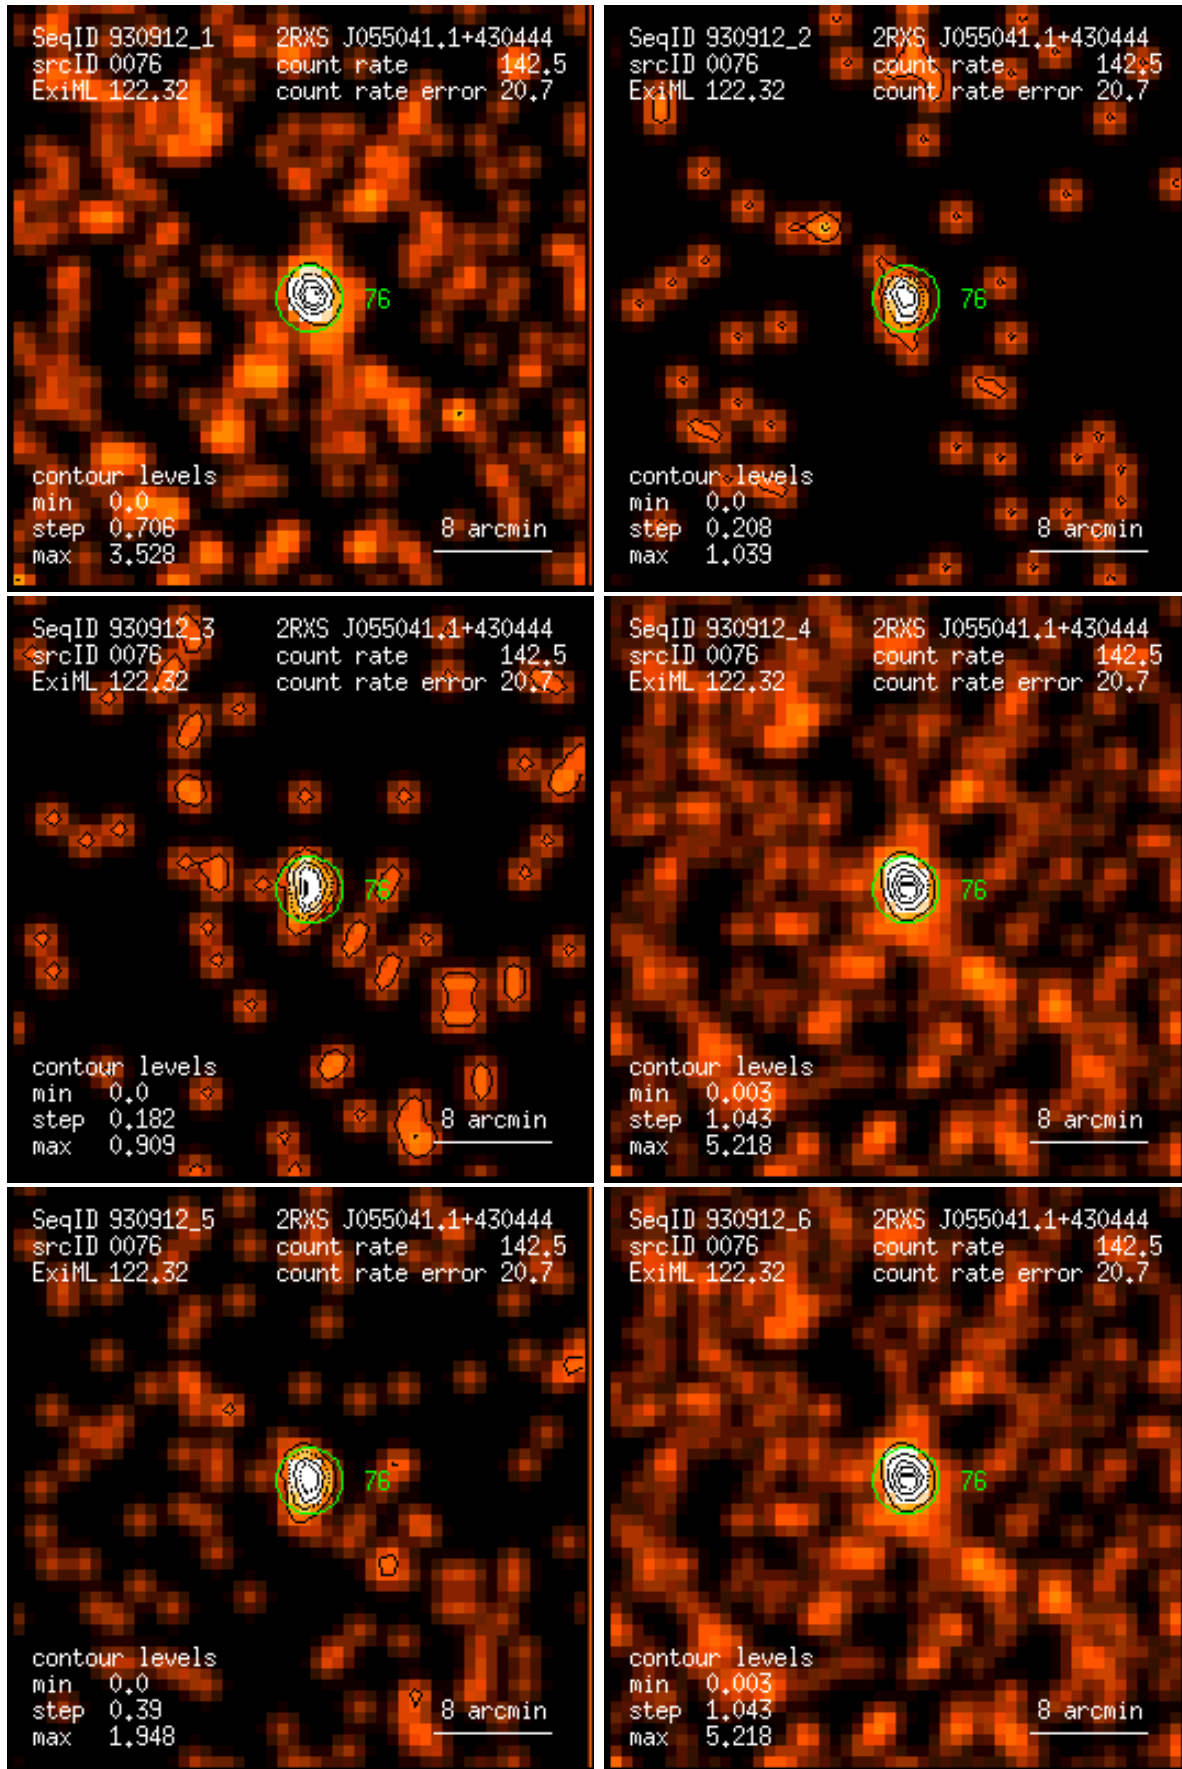 SeqID 930912_1 2RXS J055041.1+430444
srcID 0076 count rate 142.5
ExiML 122.32 count rate error 20.7
76
contour levels
min 0.0
step 0.706 8 arcmin
max 3.528
SeqID 930912_2 2RXS J055041.1+430444
srcID 0076 count rate 142.5
ExiML 122.32 count rate error 20.7
76
contour levels
min 0.0
step 0.208 8 arcmin
max 1.039
SeqID 930912_3 2RXS J055041.1+430444
srcID 0076 count rate 142.5
ExiML 122.32 count rate error 20.7
76
contour levels
min 0.0
step 0.182 8 arcmin
max 0.909
SeqID 930912_4 2RXS J055041.1+430444
srcID 0076 count rate 142.5
ExiML 122.32 count rate error 20.7
76
contour levels
min 0.003
step 1.043 8 arcmin
max 5.218
SeqID 930912_5 2RXS J055041.1+430444
srcID 0076 count rate 142.5
ExiML 122.32 count rate error 20.7
76
contour levels
min 0.0
step 0.39 8 arcmin
max 1.948
SeqID 930912_6 2RXS J055041.1+430444
srcID 0076 count rate 142.5
ExiML 122.32 count rate error 20.7
76
contour levels
min 0.003
step 1.043 8 arcmin
max 5.218